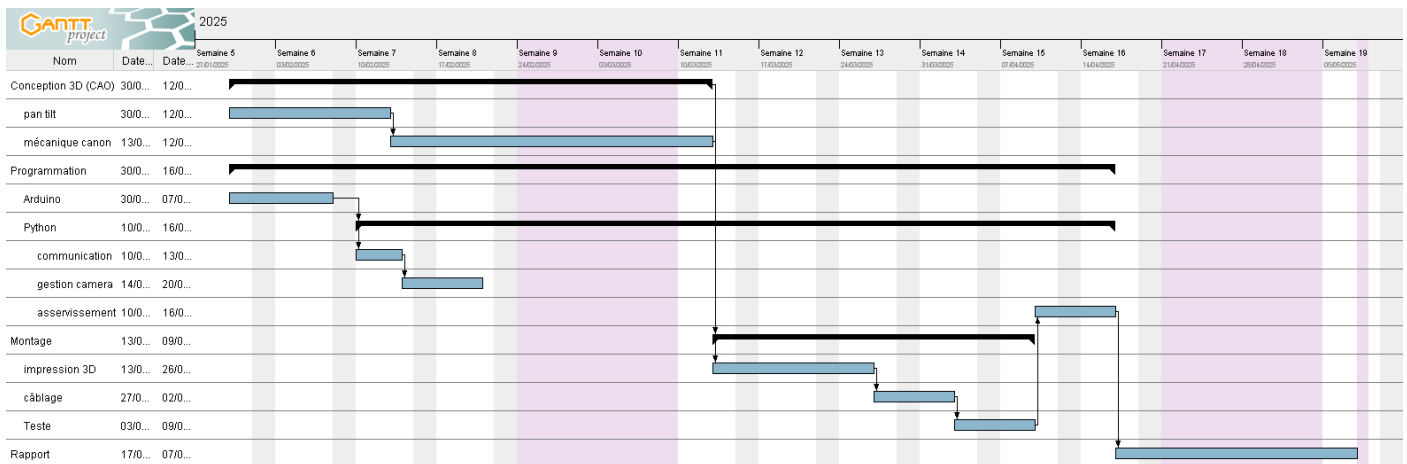 GANTT
project
2025
Semaine 5 Semaine 6 Semaine 7 Semaine 8 Semaine 9 Semaine 10 Semaine 11 Semaine 12 Semaine 13 Semaine 14 Semaine 15 Semaine 16 Semaine 17 Semaine 18 Semaine 19
Nom Date... Date... 27/01/2025 03/02/2025 10/02/2025 17/02/2025 24/02/2025 03/03/2025 10/03/2025 17/03/2025 24/03/2025 31/03/2025 07/04/2025 14/04/2025 21/04/2025 28/04/2025 05/05/2025
Conception 3D (CAO) 30/0... 12/0...
pan tilt 30/0... 12/0...
mécanique canon 13/0... 12/0...
Programmation 30/0... 16/0...
Arduino 30/0... 07/0...
Python 10/0... 16/0...
communication 10/0... 13/0...
gestion camera 14/0... 20/0...
asservissement 10/0... 16/0...
Montage 13/0... 09/0...
impression 3D 13/0... 26/0...
câblage 27/0... 02/0...
Teste 03/0... 09/0...
Rapport 17/0... 07/0...